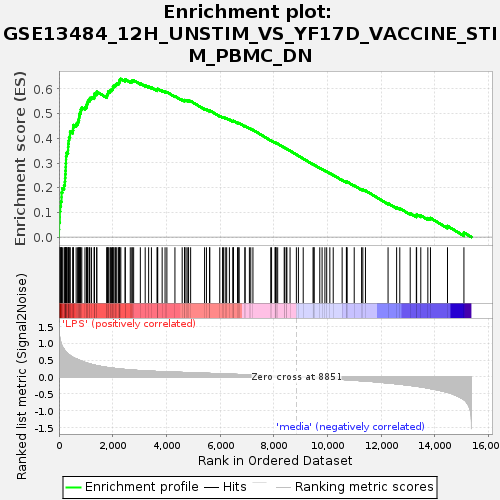 Enrichment plot:
GSE13484_12H_UNSTIM_VS_YF17D_VACCINE_STI
M_PBMC_DN
Enrichment score (ES)
0.6
0.5
0.4
0.3
0.2
0.1
0.0
Ranked list metric (Signal2Noise)
1.5
1.0
0.5
0.0
-0.5
-1.0
-1.5
'LPS' (positively correlated)
Zero cross at 8851
'media' (negatively correlated)
0
2,000
4,000
6,000
8,000
10,000
12,000
14,000
16,000
Rank in Ordered Dataset
Enrichment profile
Hits
Ranking metric scores